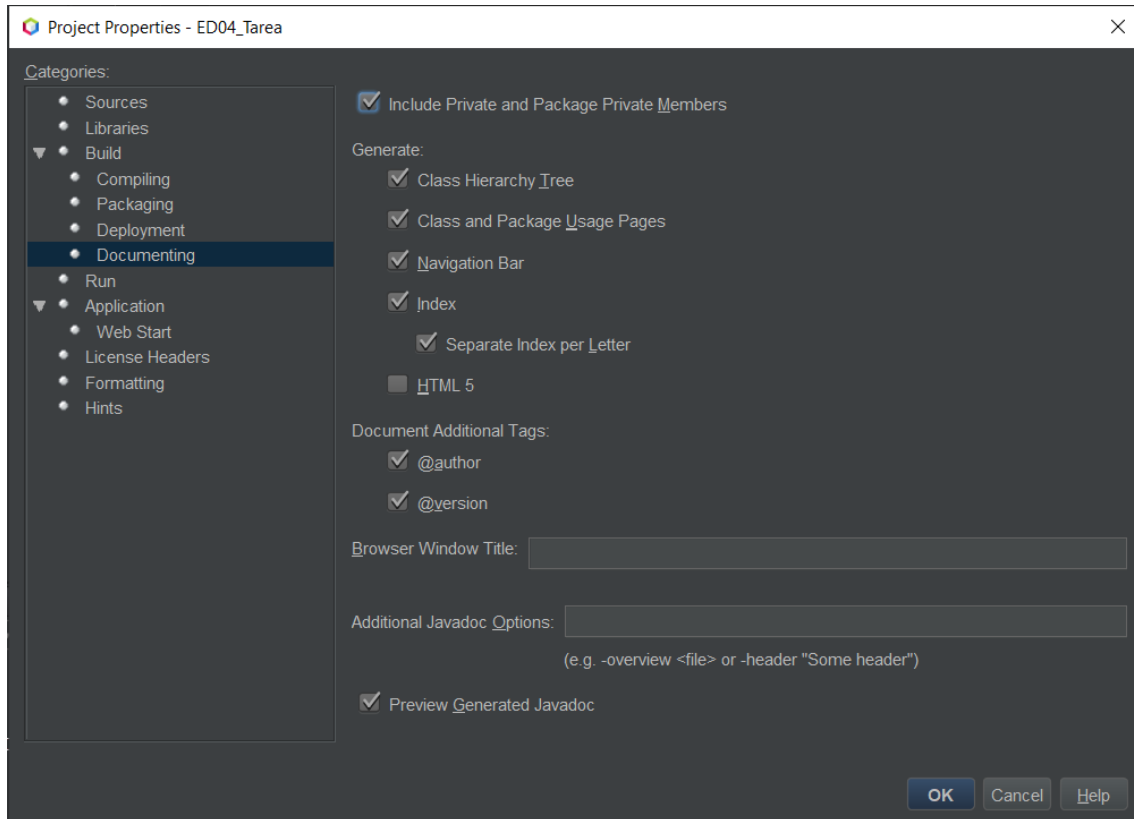 Project Properties - ED04_Tarea
Categories:
Sources
Libraries
Build
Compiling
Packaging
Deployment
Documenting
Run
Application
Web Start
License Headers
Formatting
Hints
Include Private and Package Private Members
Generate:
Class Hierarchy Tree
Class and Package Usage Pages
Navigation Bar
Index
Separate Index per Letter
HTML 5
Document Additional Tags:
@author
@version
Browser Window Title:
Additional Javadoc Options:
(e.g. -overview <file> or -header "Some header")
Preview Generated Javadoc
OK Cancel Help